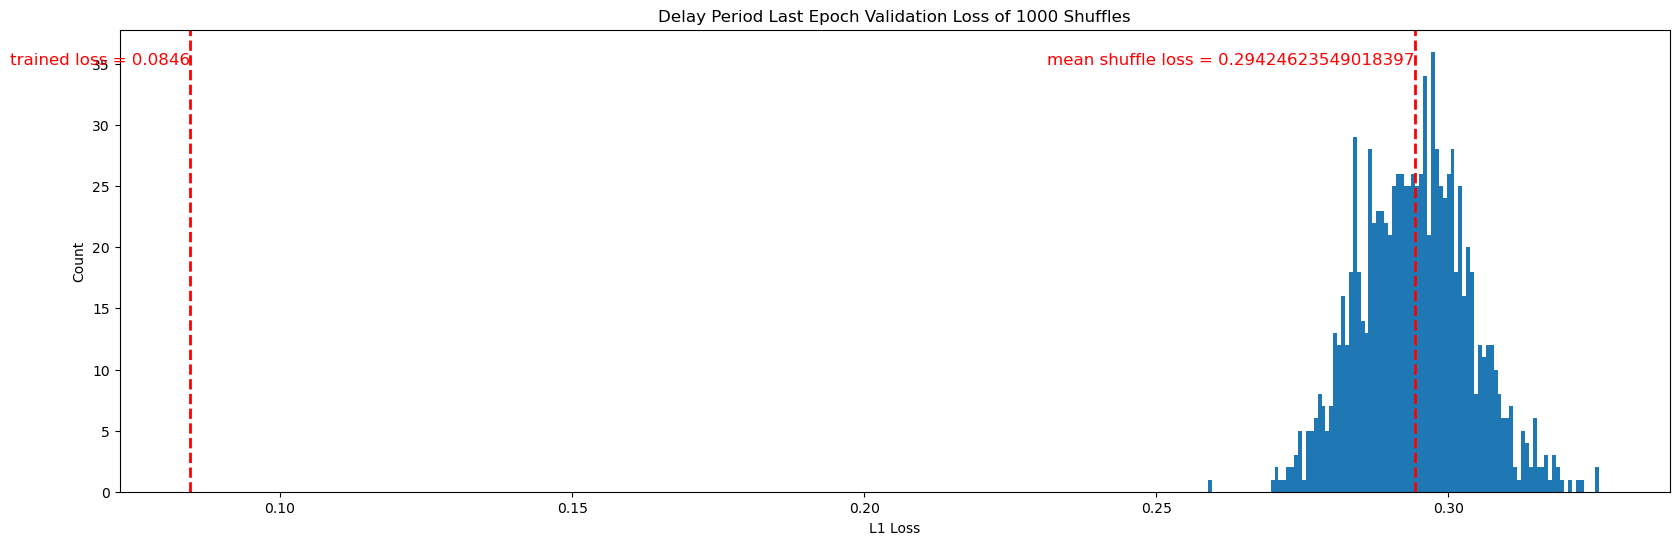 Delay Period Last Epoch Validation Loss of 1000 Shuffles
trained loss = 0.0846
mean shuffle loss = 0.29424623549018397
35
30
25
20
15
10
5
0
Count
0.10
0.15
0.20
0.25
0.30
L1 Loss